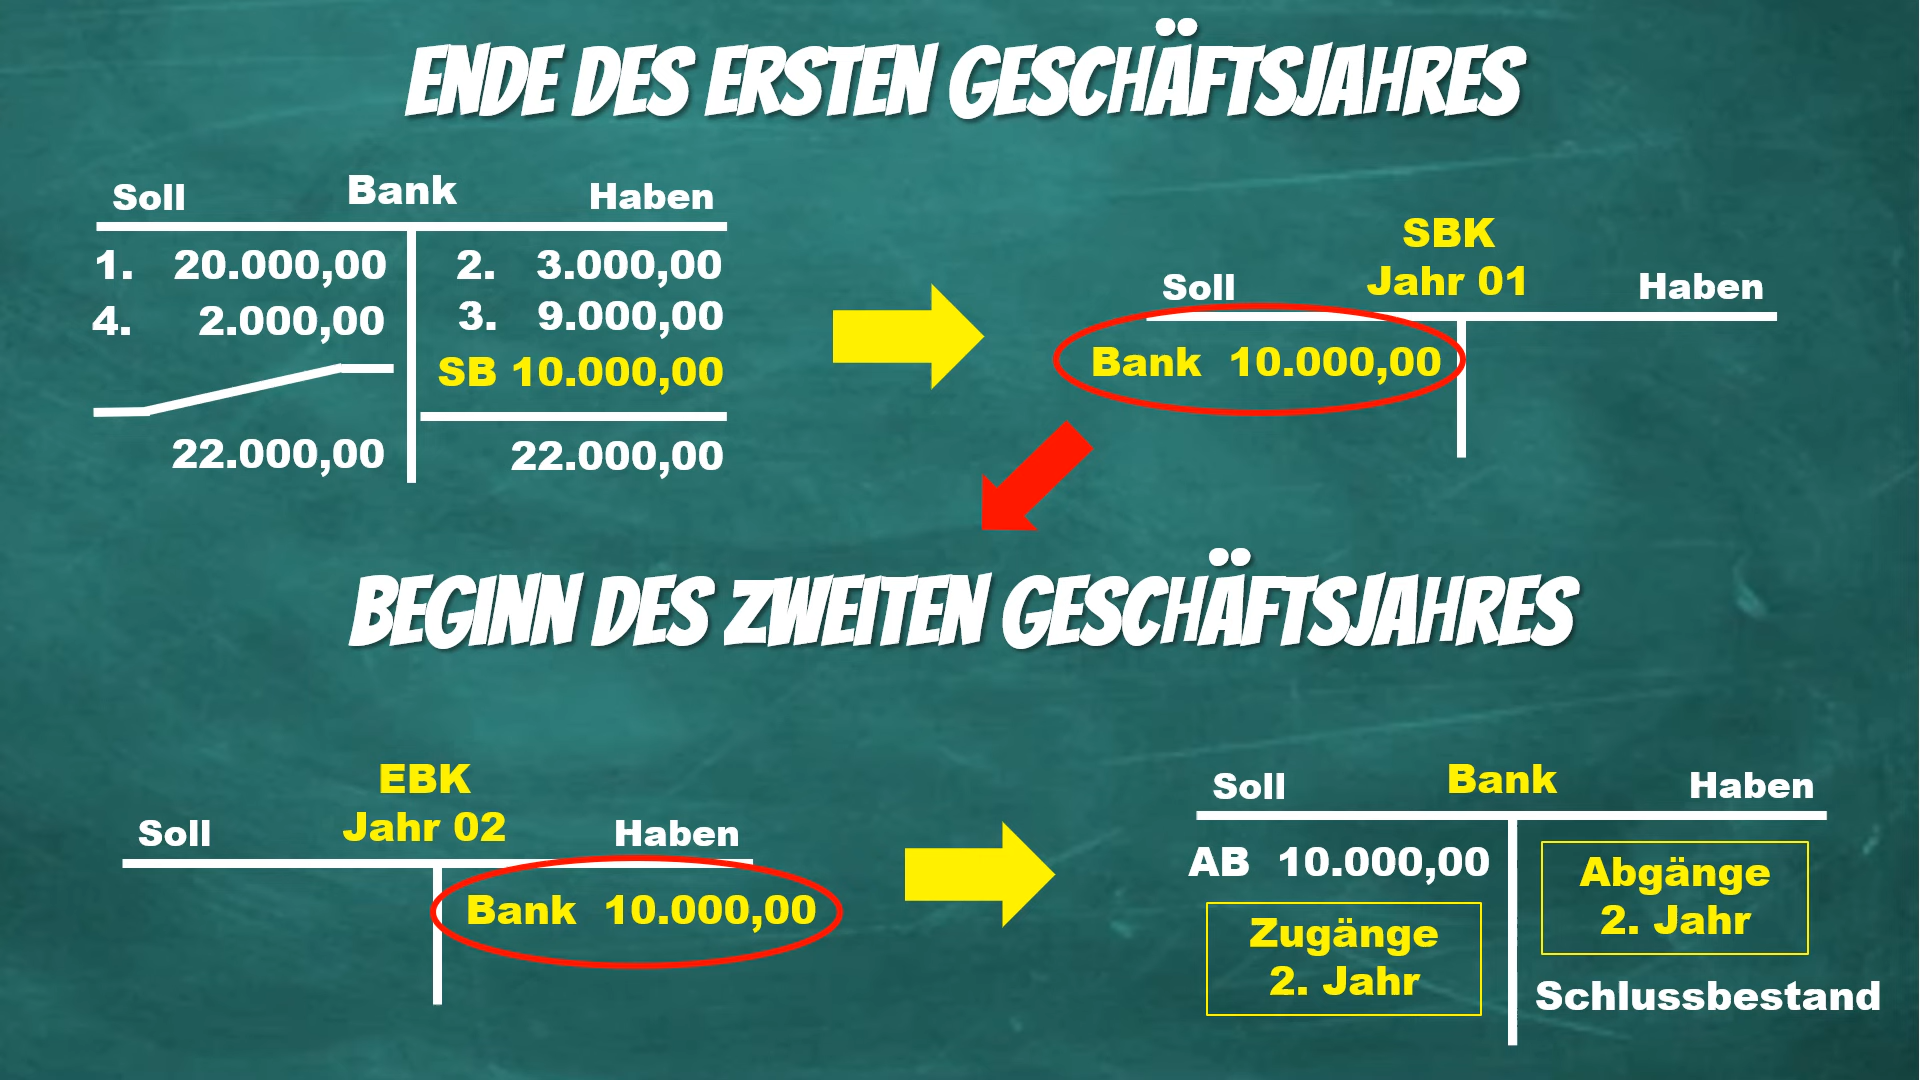 ENDE DES ERSTEN GESCHÄFTSJAHRES
Soll Bank Haben
1. 20.000,00 2. 3.000,00
4. 2.000,00 3. 9.000,00
SB 10.000,00
22.000,00 22.000,00
SBK
Jahr 01
Soll Haben
Bank 10.000,00
BEGINN DES ZWEITEN GESCHÄFTSJAHRES
EBK
Jahr 02
Soll Haben
Bank 10.000,00
Soll Bank Haben
AB 10.000,00
Zugänge
2. Jahr
Abgänge
2. Jahr
Schlussbestand